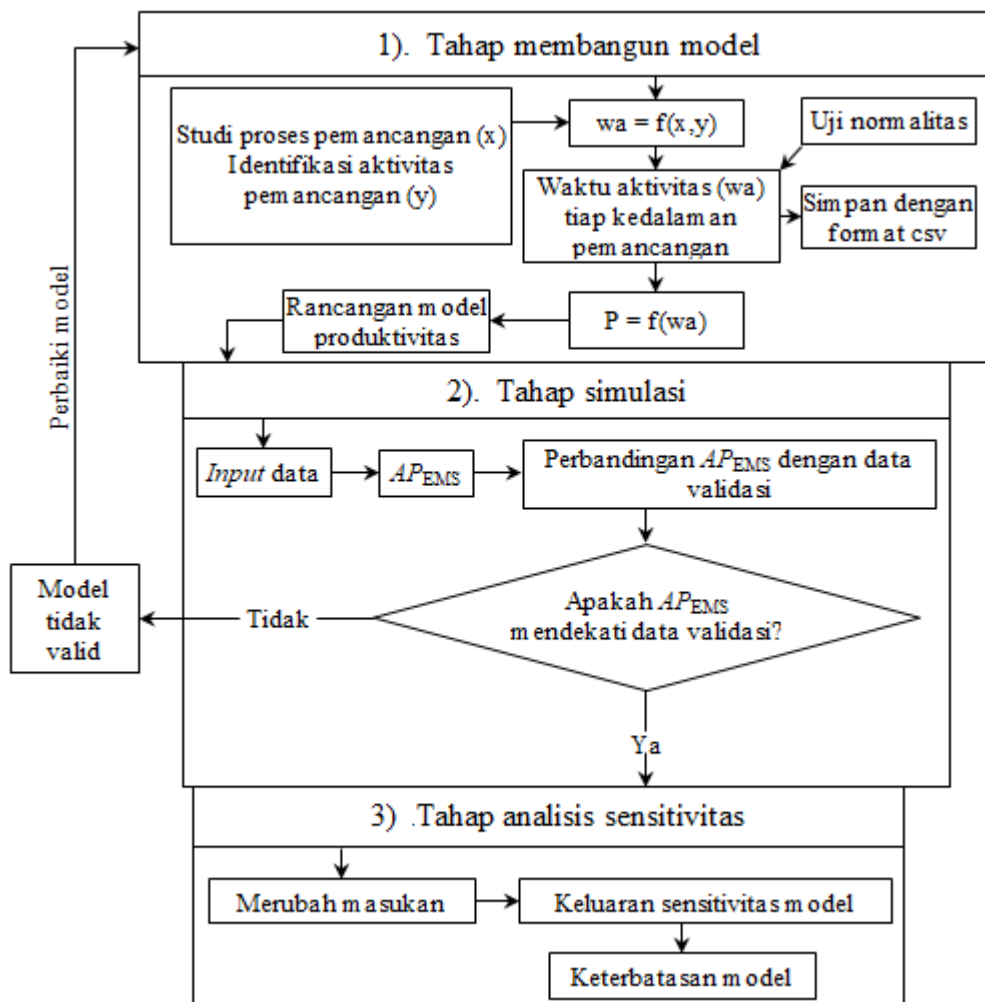 1). Tahap membangun model
Studi proses pemancangan (x)
Identifikasi aktivitas
pemancangan (y)
wa = f(x,y)
Uji normalitas
Waktu aktivitas (wa)
tiap kedalaman
pemancangan
Simpan dengan
format csv
P = f(wa)
Rancangan model
produktivitas
Perbaiki model
2). Tahap simulasi
Input data
APEMS
Perbandingan APEMS dengan data
validasi
Apakah APEMS
mendekati data validasi?
Tidak
Model
tidak
valid
Ya
3) .Tahap analisis sensitivitas
Merubah masukan
Keluaran sensitivitas model
Keterbatasan model